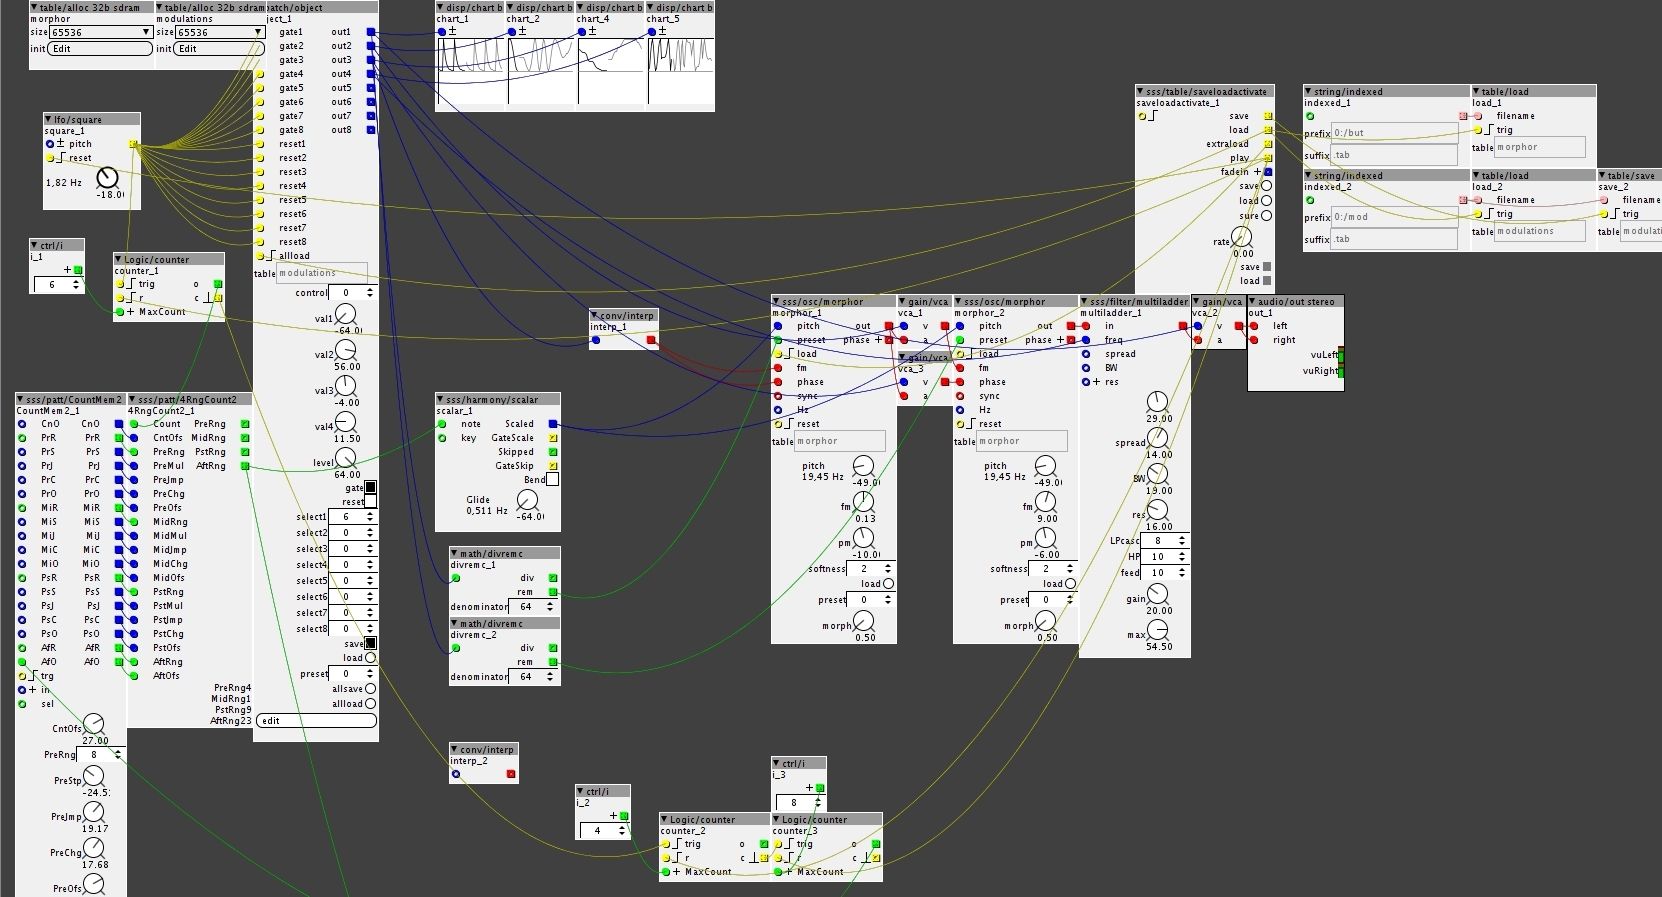 table/alloc 32b sdram
morphor
size 65536
init Edit
table/alloc 32b sdram
modulations
size 65536
init Edit
patch/object
ject_1
gate1 out1
gate2 out2
gate3 out3
gate4 out4
gate5 out5
gate6 out6
gate7 out7
gate8 out8
reset1
reset2
reset3
reset4
reset5
reset6
reset7
reset8
allload
table modulations
control 0
val1
-64.0
val2
56.00
val3
-4.00
val4
11.50
level
64.00
gate
reset
select1 6
select2 0
select3 0
select4 0
select5 0
select6 0
select7 0
select8 0
save
load
preset 0
allsave
allload
edit
disp/chart b
chart_1
±
disp/chart b
chart_2
±
disp/chart b
chart_4
±
disp/chart b
chart_5
±
lfo/square
square_1
± pitch
reset
1,82 Hz
-18.0
ctrl/i
i_1
+
6
Logic/counter
counter_1
trig o
r c
+ MaxCount
sss/patt/CountMem2
CountMem2_1
CnO CnO
PrR PrR
PrS PrS
PrJ PrJ
PrC PrC
PrO PrO
MiR MiR
MiS MiS
MiJ MiJ
MiC MiC
MiO MiO
PsR PsR
PsS PsS
PsJ PsJ
PsC PsC
PsO PsO
AfR AfR
AfO AfO
trg
+ in
sel
CntOfs
27.00
PreRng 8
PreStp
-24.5
PreJmp
19.17
PreChg
17.68
PreOfs
sss/patt/4RngCount2
4RngCount2_1
Count PreRng
CntOfs MidRng
PreRng PstRng
PreMul AftRng
PreJmp
PreChg
PreOfs
MidRng
MidMul
MidJmp
MidChg
MidOfs
PstRng
PstMul
PstJmp
PstChg
PstOfs
AftRng
AftOfs
PreRng4
MidRng1
PstRng9
AftRng23
conv/interp
interp_1
sss/harmony/scalar
scalar_1
note Scaled
key GateScale
Skipped
GateSkip
Bend
Glide
0,511 Hz
-64.0
math/divremc
divremc_1
div
rem
denominator 64
math/divremc
divremc_2
div
rem
denominator 64
conv/interp
interp_2
ctrl/i
i_2
+
4
ctrl/i
i_3
+
8
Logic/counter
counter_2
trig o
r c
+ MaxCount
Logic/counter
counter_3
trig
r
+ MaxCount
sss/osc/morphor
morphor_1
pitch out
preset phase +
load
fm
phase
sync
Hz
reset
table morphor
pitch
19,45 Hz
-49.0
fm
0.13
pm
-10.0
softness 2
load
preset 0
morph
0.50
gain/vca
vca_1
v
a
gain/vca
vca_3
v
a
sss/osc/morphor
morphor_2
pitch out
preset phase +
load
fm
phase
sync
Hz
reset
table morphor
pitch
19,45 Hz
-49.0
fm
9.00
pm
-6.00
softness 2
load
preset 0
morph
0.50
sss/filter/multiladder
multiladder_1
in
freq
spread
BW
+ res
29.00
spread
14.00
BW
19.00
res
16.00
LPcasc 8
HP 10
feed 10
gain
20.00
max
54.50
gain/vca
vca_2
v
a
audio/out stereo
out_1
left
right
vuLeft
vuRight
sss/table/saveloadactivate
saveloadactivate_1
save
load
extraload
play
fadein +
save
load
sure
rate
0.00
save
load
string/indexed
indexed_1
prefix 0:/but
suffix .tab
table/load
load_1
filename
trig
table morphor
string/indexed
indexed_2
prefix 0:/mod
suffix .tab
table/load
load_2
filename
trig
table modulations
table/save
save_2
filename
trig
table modulati